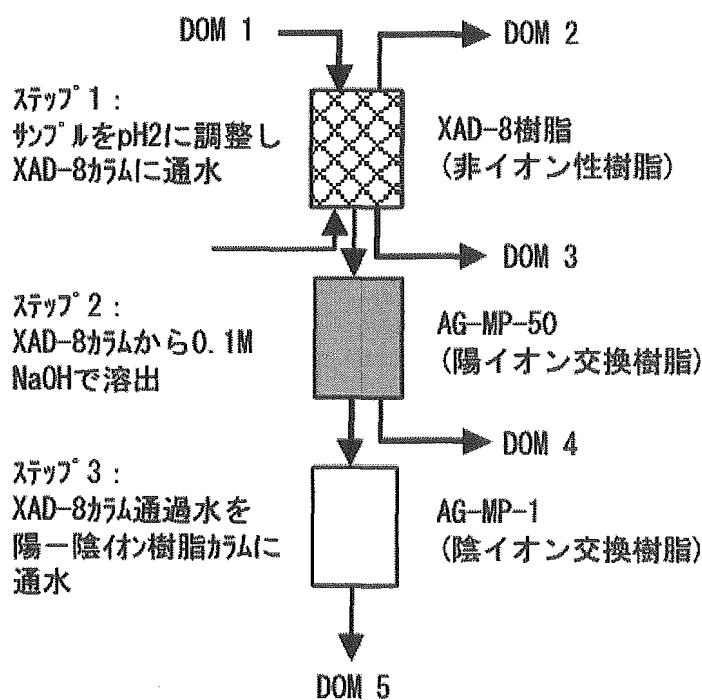 DOM 1
DOM 2
ステップ 1：
サンプルをpH2に調整し
XAD-8カラムに通水
XAD-8樹脂
(非イオン性樹脂)
DOM 3
ステップ 2：
XAD-8カラムから0.1M
NaOHで溶出
AG-MP-50
(陽イオン交換樹脂)
DOM 4
ステップ 3：
XAD-8カラム通過水を
陽ー陰イオン樹脂カラムに
通水
AG-MP-1
(陰イオン交換樹脂)
DOM 5